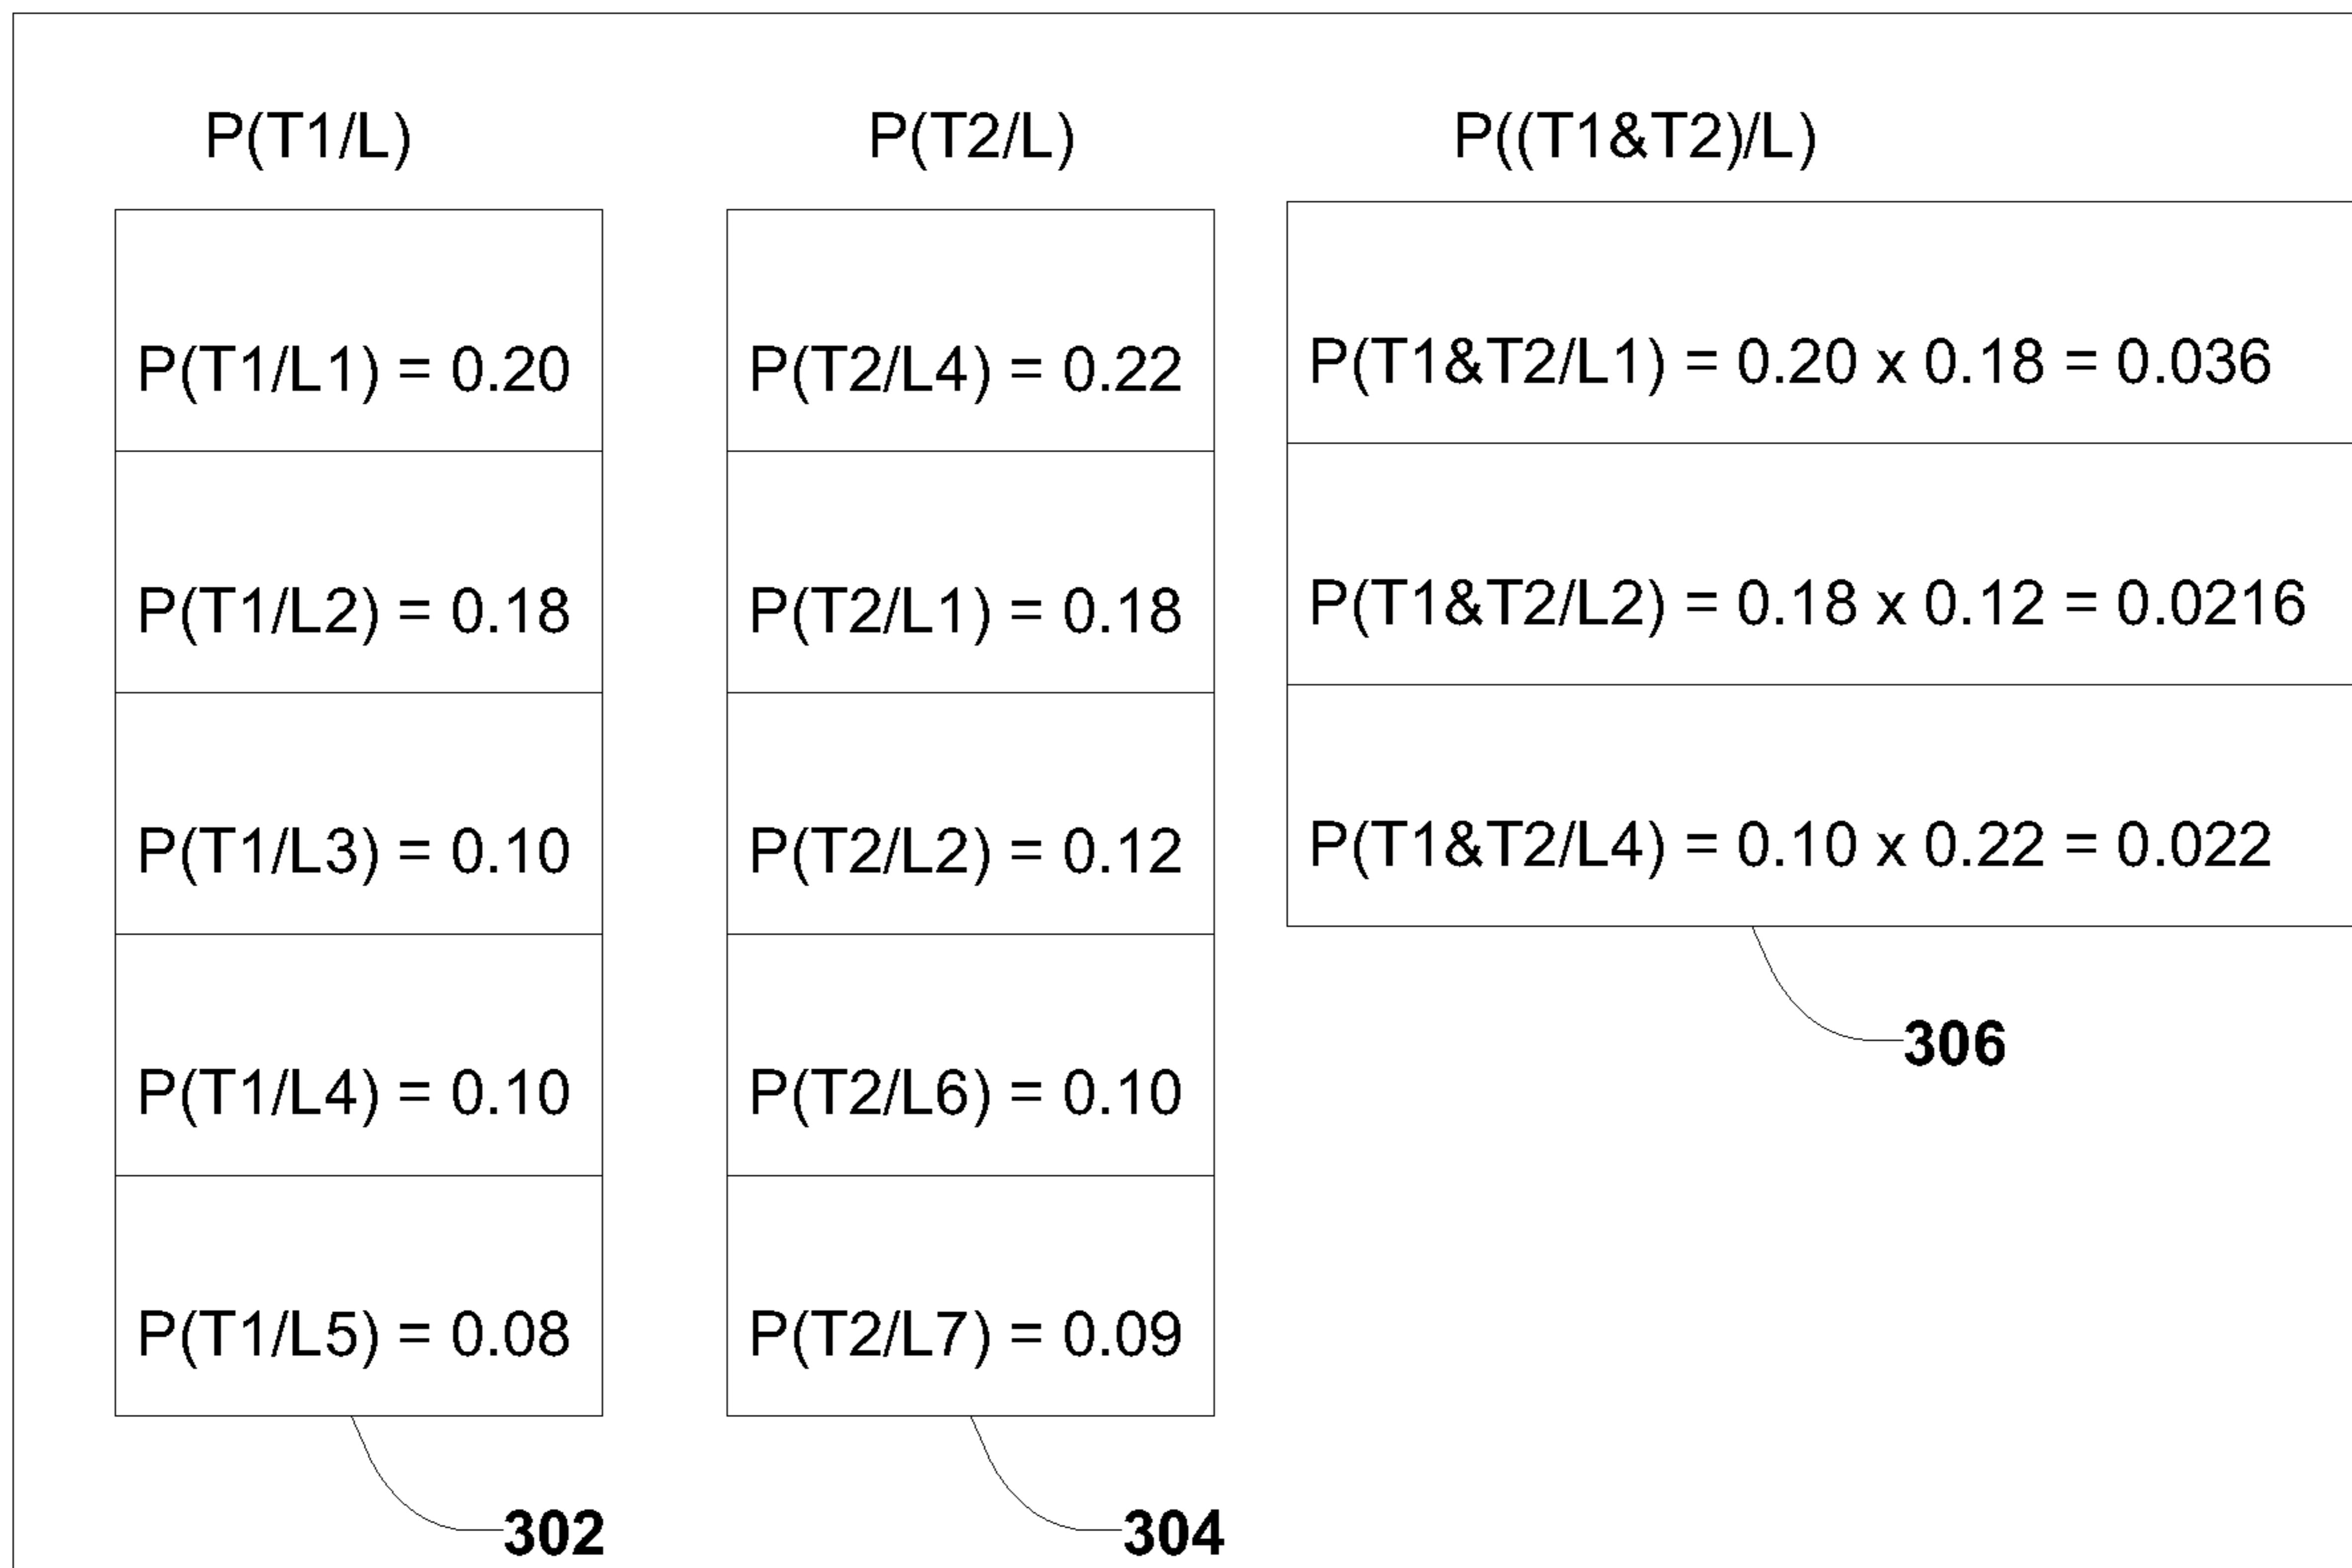 P(T1/L)
P(T1/L1) = 0.20
P(T1/L2) = 0.18
P(T1/L3) = 0.10
P(T1/L4) = 0.10
P(T1/L5) = 0.08
302
P(T2/L)
P(T2/L4) = 0.22
P(T2/L1) = 0.18
P(T2/L2) = 0.12
P(T2/L6) = 0.10
P(T2/L7) = 0.09
304
P((T1&T2)/L)
P(T1&T2/L1) = 0.20 x 0.18 = 0.036
P(T1&T2/L2) = 0.18 x 0.12 = 0.0216
P(T1&T2/L4) = 0.10 x 0.22 = 0.022
306